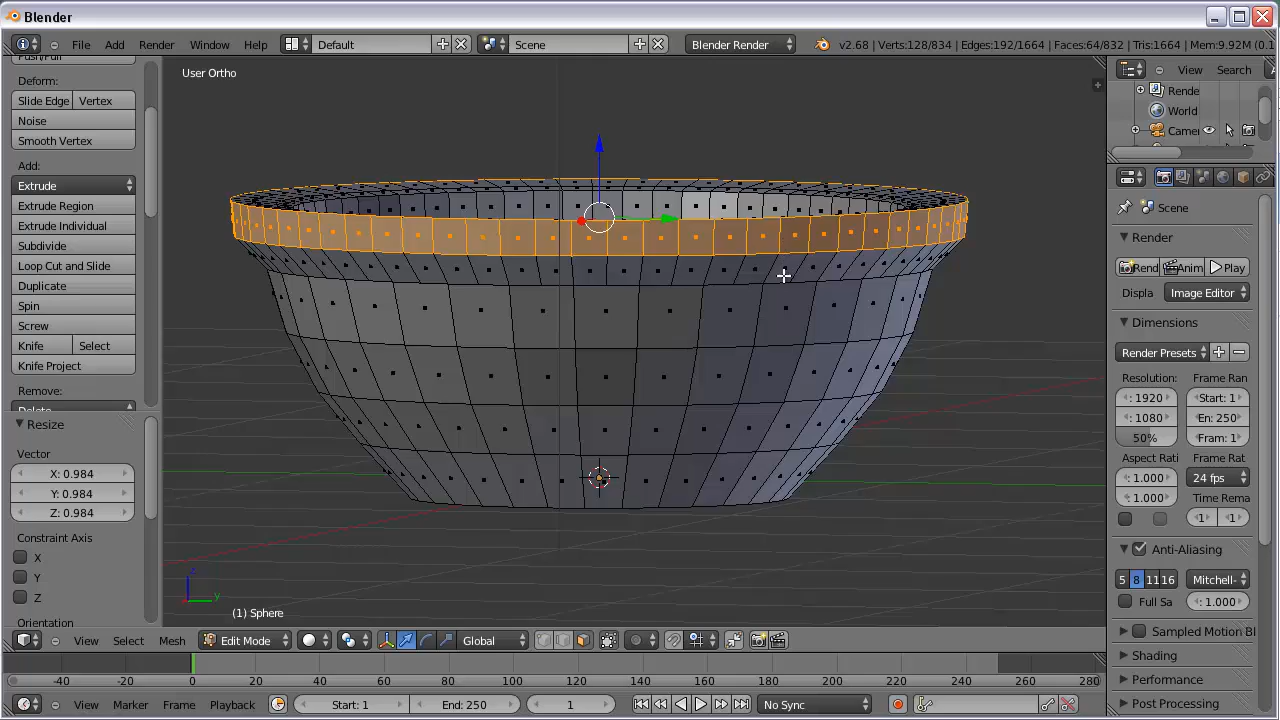 Blender
File Add Render Window Help Default Scene Blender Render v2.68 | Verts:128/834 | Edges:192/1664 | Faces:64/832 | Tris:1664 | Mem:9.92M (0.1
Push/Pull
Deform:
Slide Edge Vertex
Noise
Smooth Vertex
Add:
Extrude
Extrude Region
Extrude Individual
Subdivide
Loop Cut and Slide
Duplicate
Spin
Screw
Knife Select
Knife Project
Remove:
Delete
Resize
Vector
X: 0.984
Y: 0.984
Z: 0.984
Constraint Axis
X
Y
Z
Orientation
User Ortho
z
y
(1) Sphere
View Search
Rende
World
Camer
Scene
Render
Rend Anim Play
Displa Image Editor
Dimensions
Render Presets
Resolution: Frame Ran
: 1920 Start: 1
: 1080 En: 250
50% Fram: 1
Aspect Rati Frame Rat
: 1.000 24 fps
: 1.000 Time Rema
: 1 : 1
Anti-Aliasing
5 8 11 16 Mitchell-
Full Sa : 1.000
Sampled Motion Bl
Shading
Performance
Post Processing
View Select Mesh Edit Mode Global
-40 -20 0 20 40 60 80 100 120 140 160 180 200 220 240 260 280
View Marker Frame Playback Start: 1 End: 250 1 No Sync